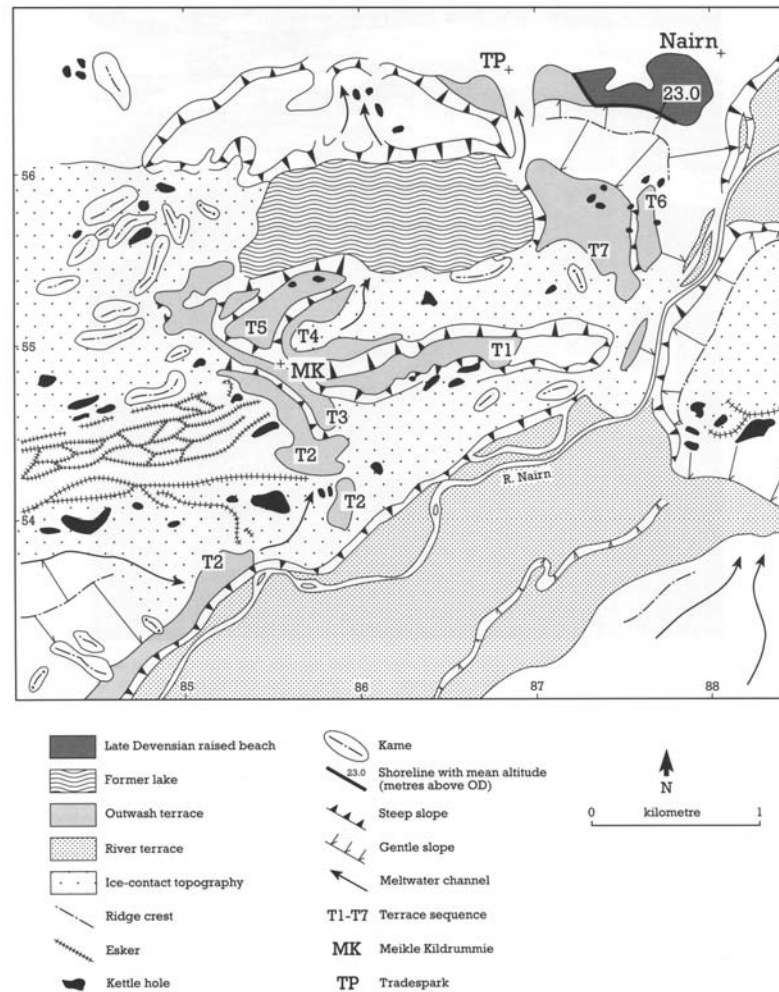 Nairn
TP
23.0
56
T6
T7
T5
T4
55
T1
MK
T3
T2
T2
R. Nairn
54
T2
85
86
87
88
Late Devensian raised beach
Former lake
Outwash terrace
River terrace
Ice-contact topography
Ridge crest
Esker
Kettle hole
Kame
23.0 Shoreline with mean altitude
(metres above OD)
Steep slope
Gentle slope
Meltwater channel
T1-T7 Terrace sequence
MK Meikle Kildrummie
TP Tradespark
N
0 kilometre 1